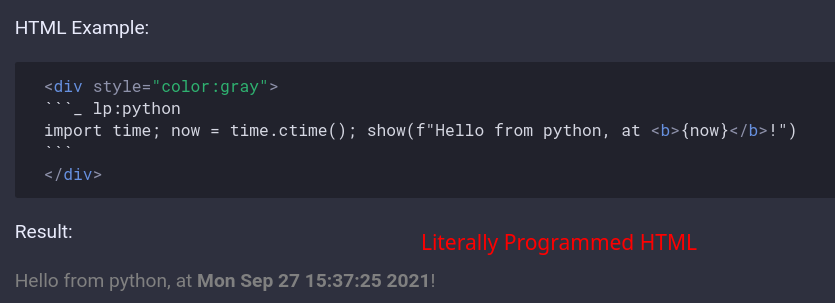 HTML Example:
<div style="color:gray">
```_ lp:python
import time; now = time.ctime(); show(f"Hello from python, at <b>{now}</b>!")
```
</div>
Result:
Literally Programmed HTML
Hello from python, at Mon Sep 27 15:37:25 2021!